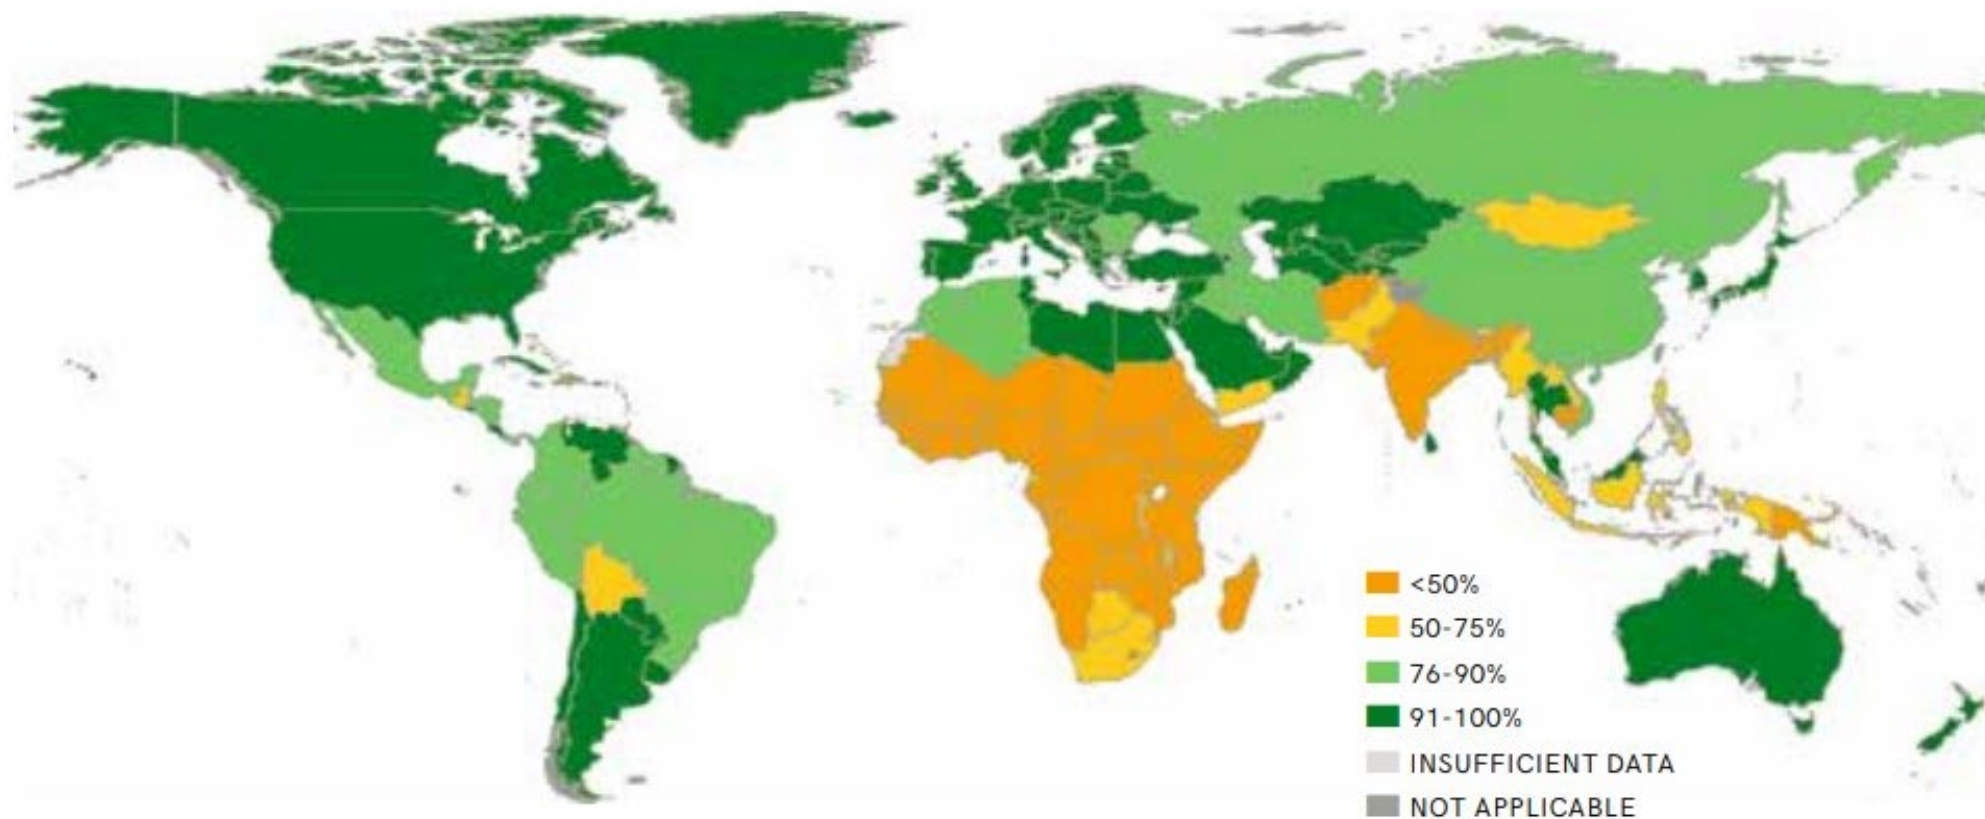 <50%
50-75%
76-90%
91-100%
INSUFFICIENT DATA
NOT APPLICABLE